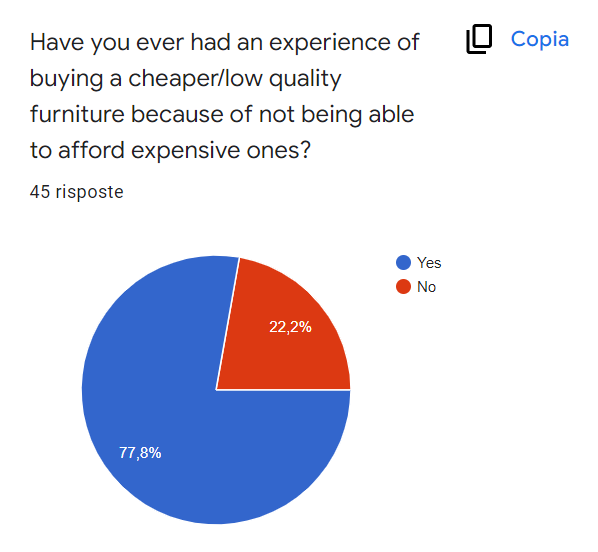 Have you ever had an experience of
buying a cheaper/low quality
furniture because of not being able
to afford expensive ones?
Copia
45 risposte
Yes
No
22,2%
77,8%